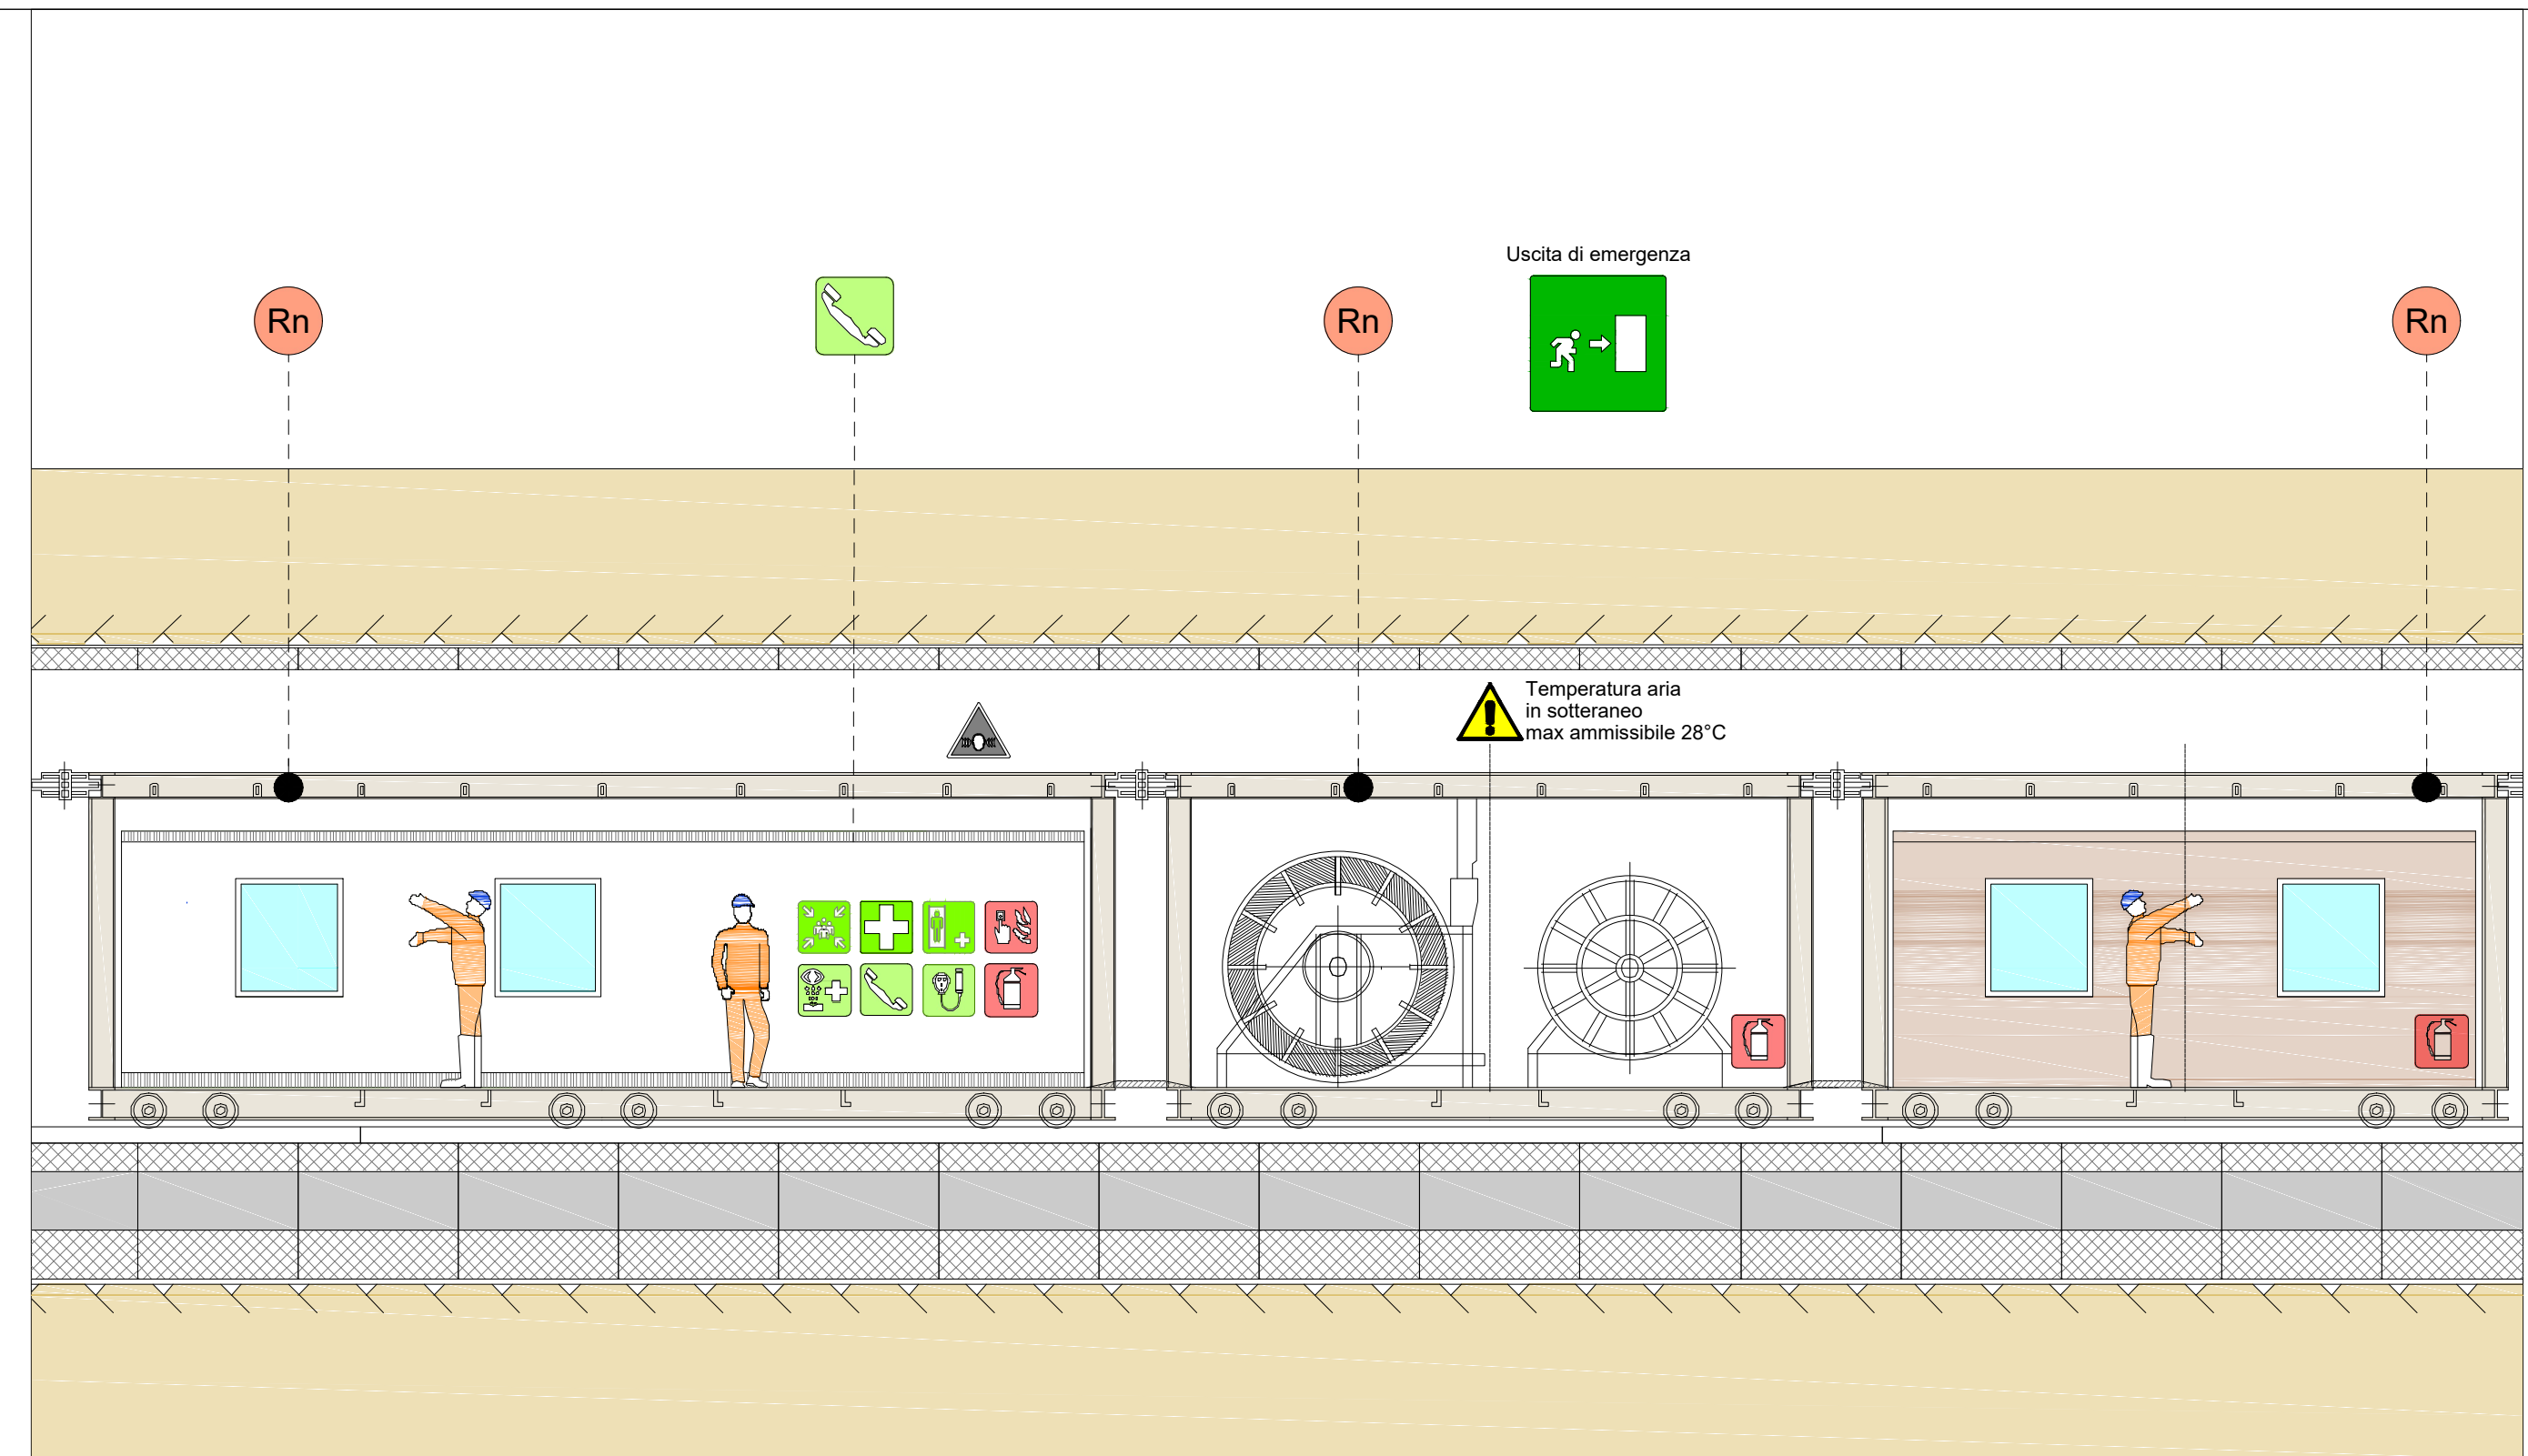 Uscita di emergenza
Rn
Rn
Rn
Temperatura aria
in sotteraneo
max ammissibile 28°C